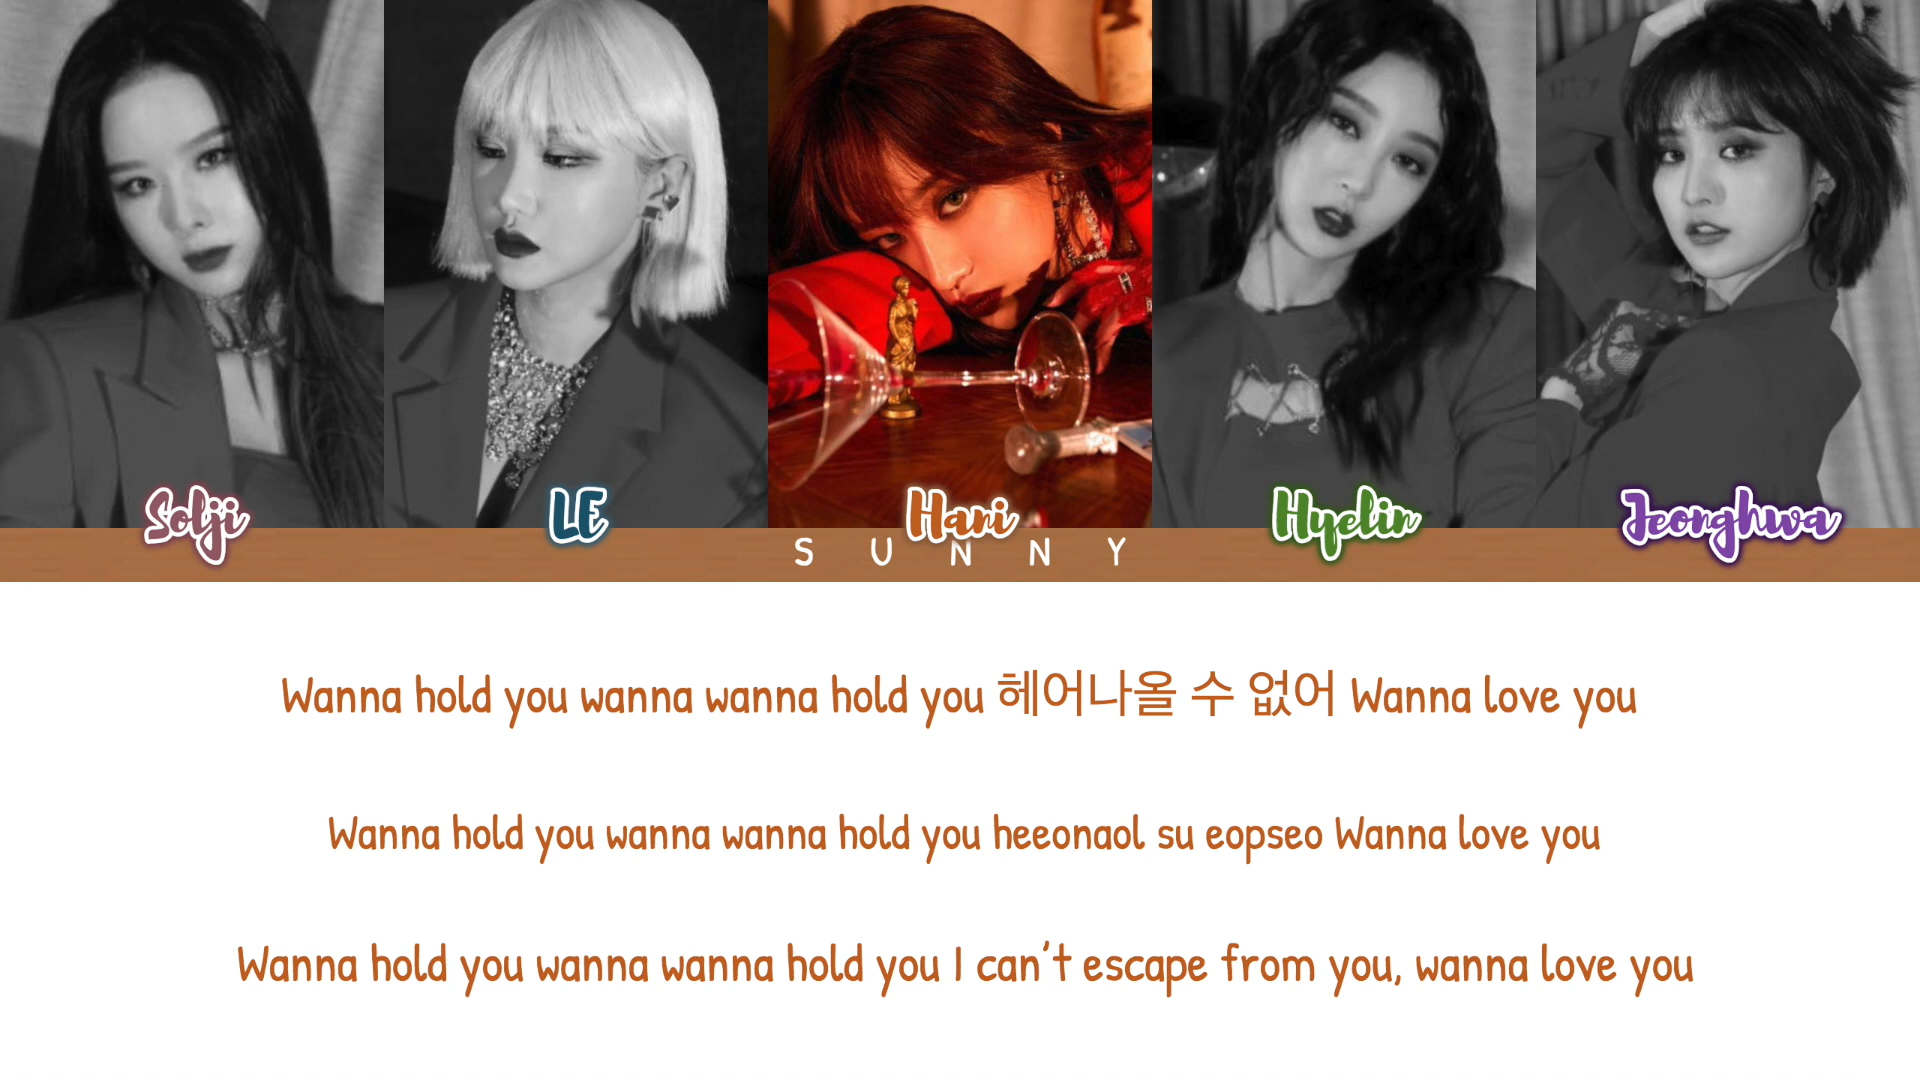 Solji
LE
Hani
Hyelin
Jeonghwa
SUNNY
Wanna hold you wanna wanna hold you 헤어나올 수 없어 Wanna love you
Wanna hold you wanna wanna hold you heeonaol su eopseo Wanna love you
Wanna hold you wanna wanna hold you I can't escape from you, wanna love you